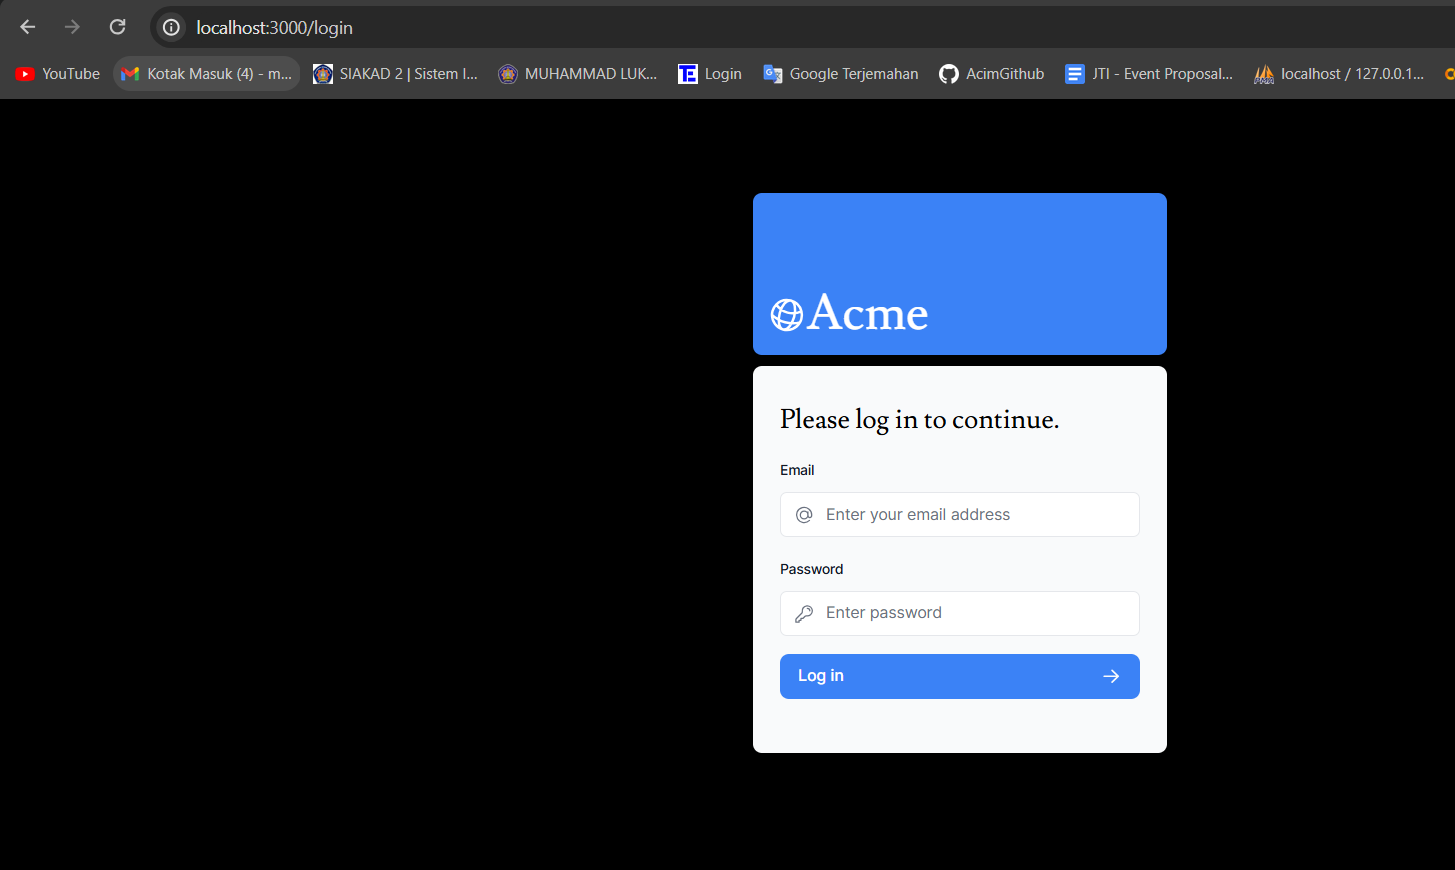 localhost:3000/login
YouTube
Kotak Masuk (4) - m...
SIAKAD 2 | Sistem I...
MUHAMMAD LUK...
TE
Login
Google Terjemahan
AcimGithub
JTI - Event Proposal...
localhost / 127.0.0.1...
Acme
Please log in to continue.
Email
Enter your email address
Password
Enter password
Log in